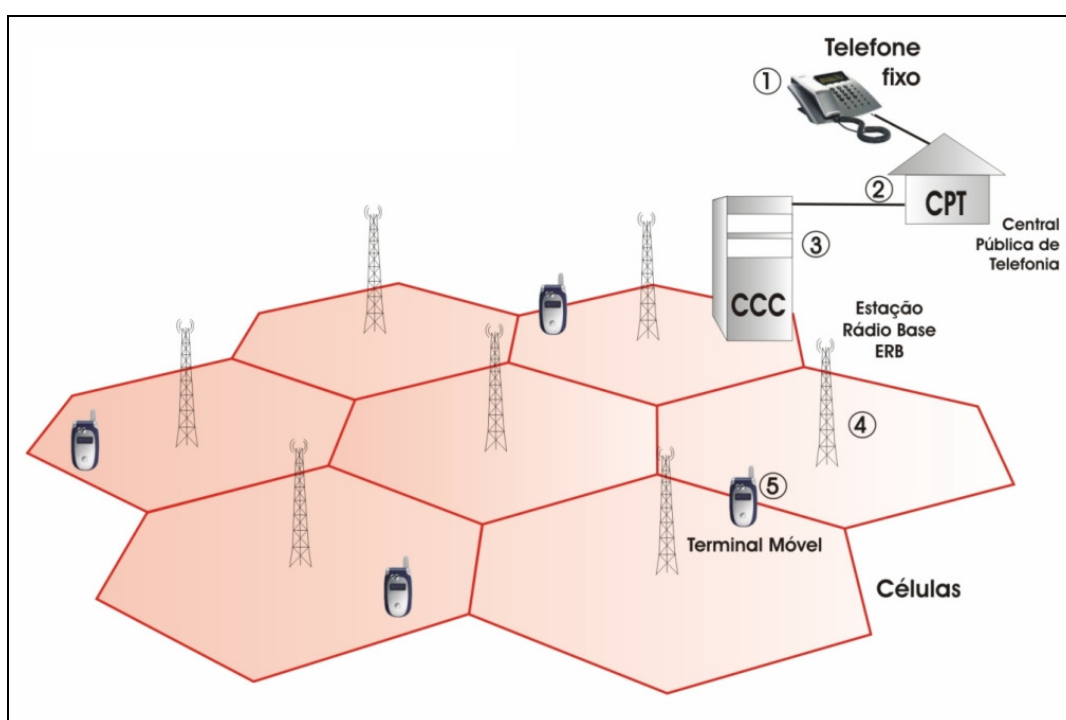 Telefone
fixo
①
②
CPT
Central
Pública de
Telefonia
③
CCC
Estação
Rádio Base
ERB
④
⑤
Terminal Móvel
Células